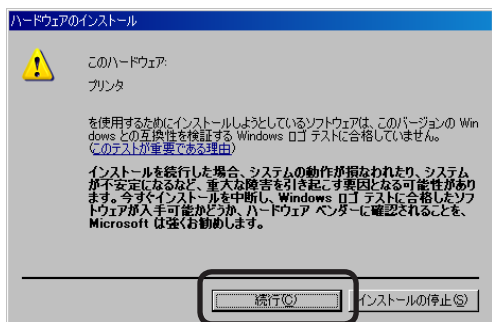 ハードウェアのインストール
このハードウェア:
プリンタ
を使用するためにインストールしようとしているソフトウェアは、このバージョンの Win
dows との互換性を検証する Windows ロゴ テストに合格していません。
(このテストが重要である理由)
インストールを続行した場合、システムの動作が損なわれたり、システム
が不安定になるなど、重大な障害を引き起こす要因となる可能性があり
ます。今すぐインストールを中断し、Windows ロゴ テストに合格したソフ
トウェアが入手可能かどうか、ハードウェア ベンダーに確認されることを、
Microsoft は強くお勧めします。
続行(C) インストールの停止(S)